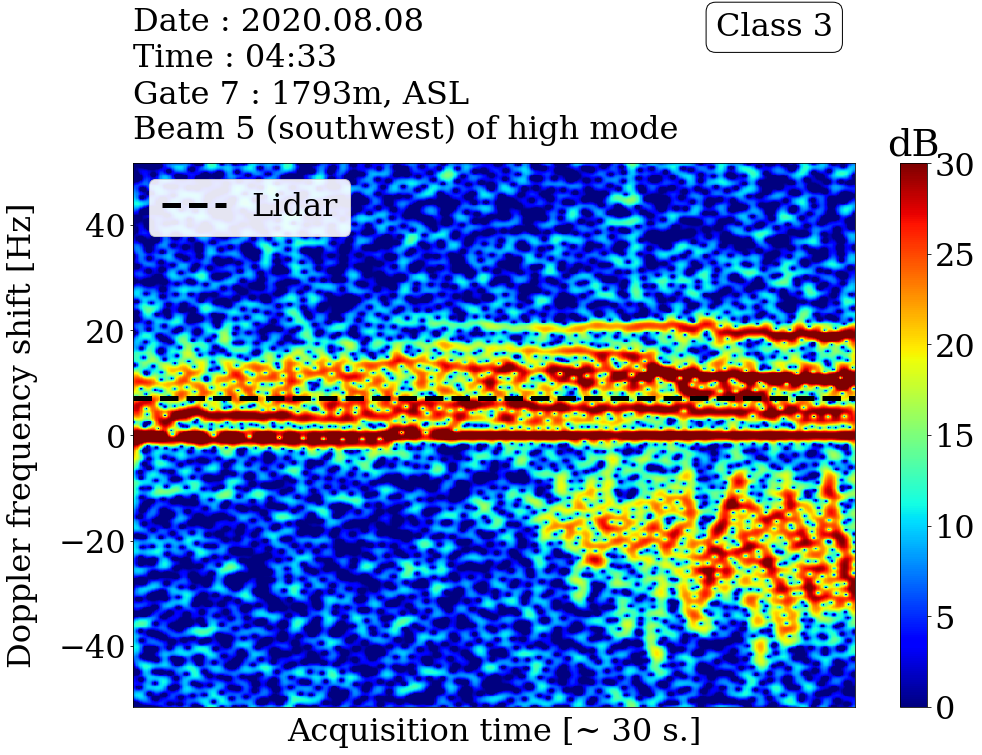 Date : 2020.08.08
Time : 04:33
Gate 7 : 1793m, ASL
Beam 5 (southwest) of high mode
Class 3
dB
Lidar
Doppler frequency shift [Hz]
40
20
0
−20
−40
Acquisition time [~ 30 s.]
30
25
20
15
10
5
0